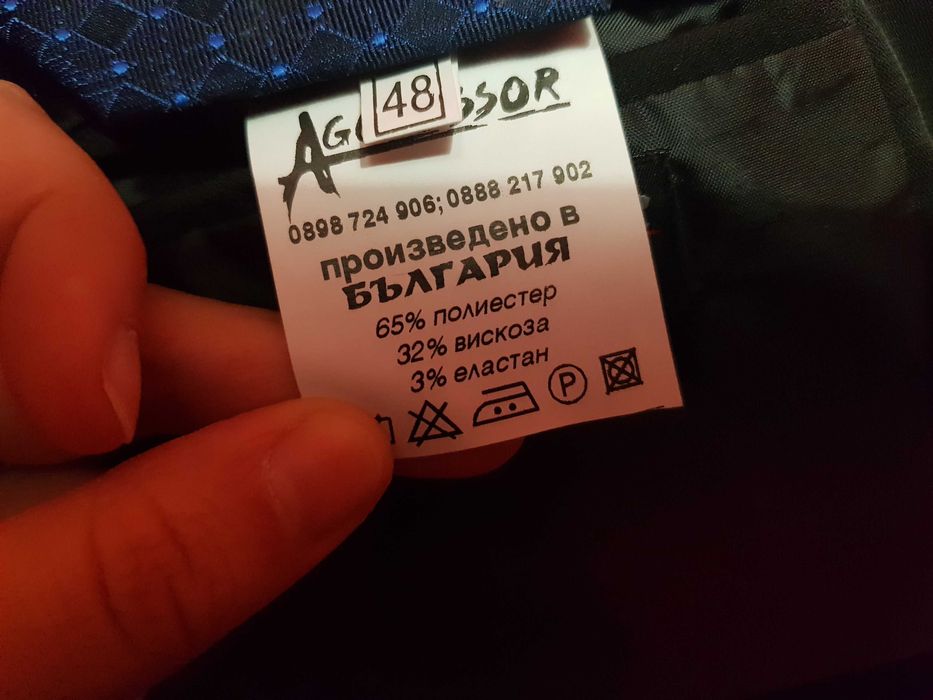 48
0898 724 906; 0888 217 902
произведено в
БЪЛГАРИЯ
65% полиестер
32% вискоза
3% еластан
P